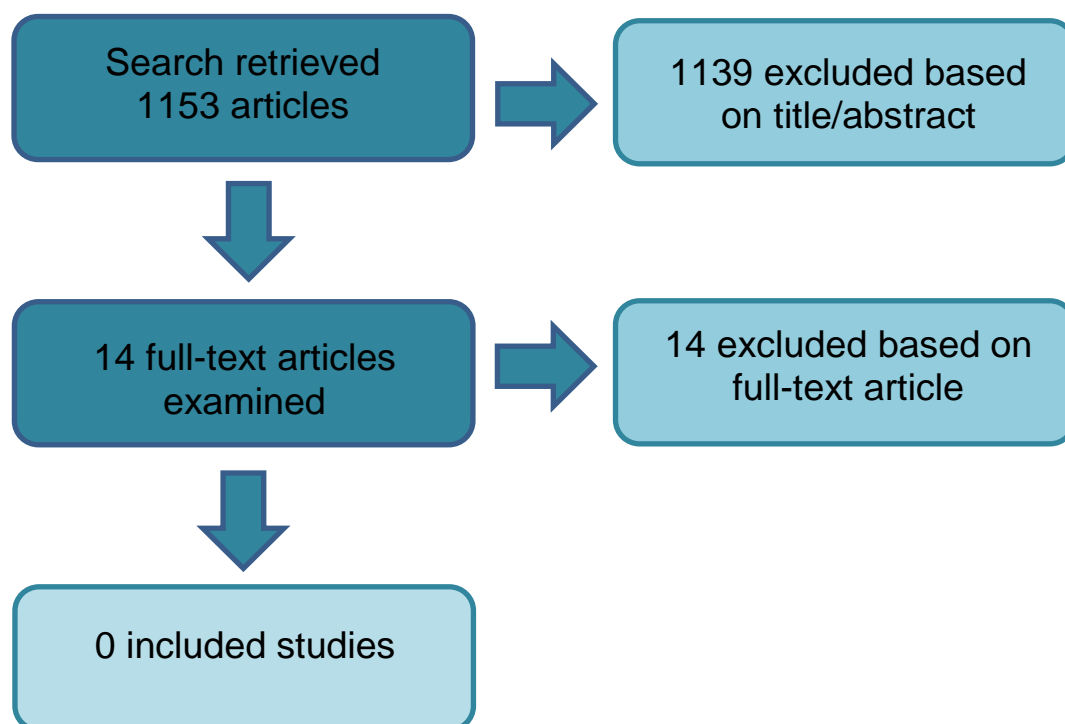 Search retrieved
1153 articles
1139 excluded based
on title/abstract
14 full-text articles
examined
14 excluded based on
full-text article
0 included studies